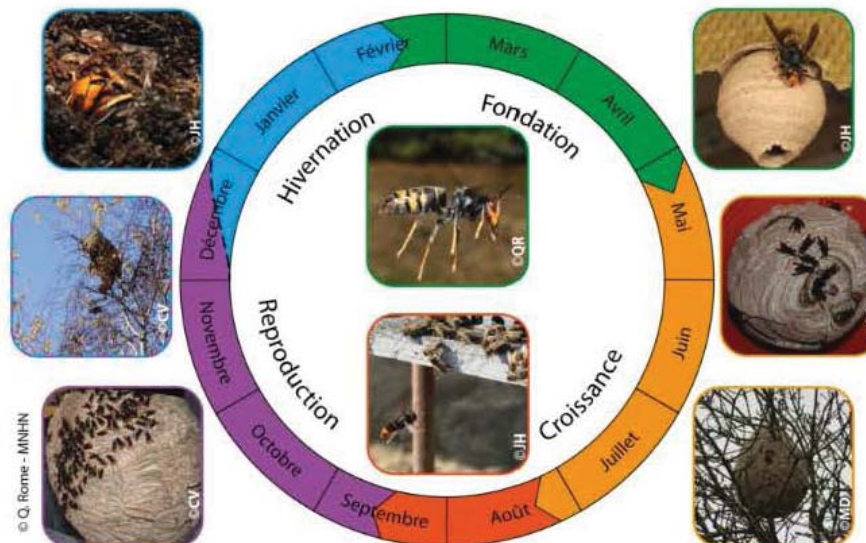 Janvier
Février
Mars
Avril
Mai
Juin
Juillet
Août
Septembre
Octobre
Novembre
Décembre
Hivernation
Fondation
Croissance
Reproduction
©JH
©JH
©CV
©QR
©JH
©CV
©MDJ
© Q. Rome - MNHN